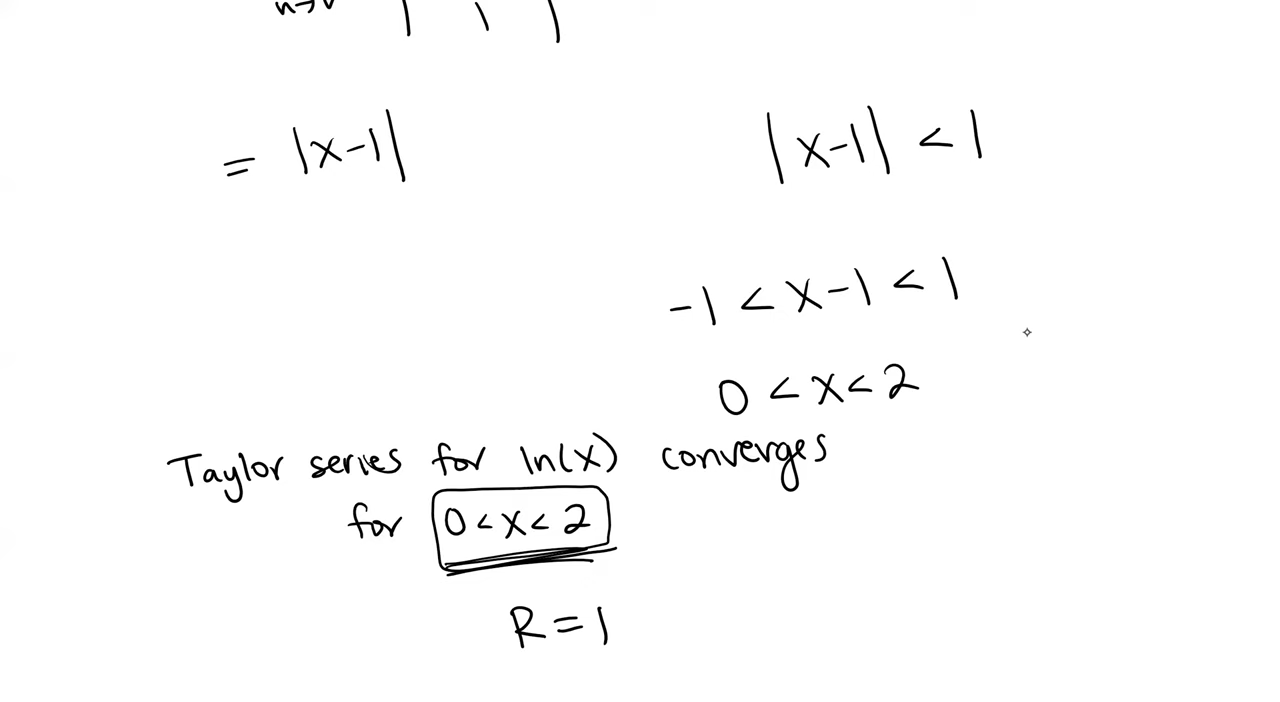 n→
= |x-1|
|x-1| < 1
-1 < x-1 < 1
0 < x < 2
Taylor series for ln(x) converges
for 0 < x < 2
R = 1